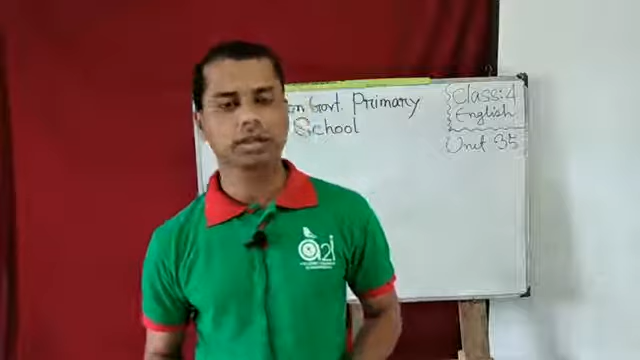 Govt. Primary
School
Class: 4
English
Unit 35
a2i